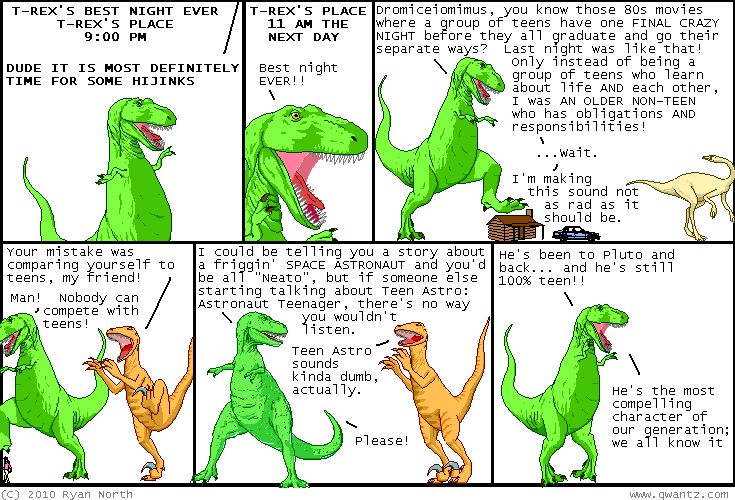 T-REX'S BEST NIGHT EVER
T-REX'S PLACE
9:00 PM
DUDE IT IS MOST DEFINITELY
TIME FOR SOME HIJINKS
T-REX'S PLACE
11 AM THE
NEXT DAY
Best night
EVER!!
Dromiceiomimus, you know those 80s movies
where a group of teens have one FINAL CRAZY
NIGHT before they all graduate and go their
separate ways? Last night was like that!
Only instead of being a
group of teens who learn
about life AND each other,
I was AN OLDER NON-TEEN
who has obligations AND
responsibilities!
...wait.
I'm making
this sound not
as rad as it
should be.
Your mistake was
comparing yourself to
teens, my friend!
Man! Nobody can
compete with
teens!
I could be telling you a story about
a friggin' SPACE ASTRONAUT and you'd
be all "Neato", but if someone else
starting talking about Teen Astro:
Astronaut Teenager, there's no way
you wouldn't
listen.
Teen Astro
sounds
kinda dumb,
actually.
Please!
He's been to Pluto and
back... and he's still
100% teen!!
He's the most
compelling
character of
our generation;
we all know it
(C) 2010 Ryan North
www.qwantz.com